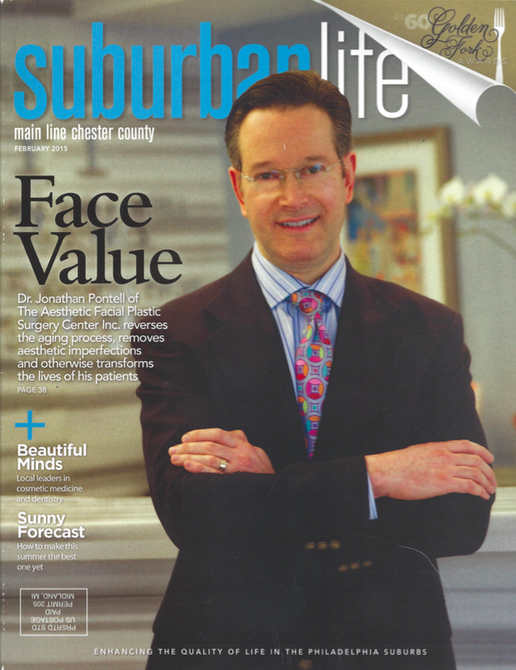 60
Golden
Fork
AWARDS
suburban life
main line chester county
FEBRUARY 2015
Face
Value
Dr. Jonathan Pontell of
The Aesthetic Facial Plastic
Surgery Center Inc. reverses
the aging process, removes
aesthetic imperfections
and otherwise transforms
the lives of his patients
PAGE 38
+
Beautiful
Minds
Local leaders in
cosmetic medicine
and dentistry
Sunny
Forecast
How to make this
summer the best
one yet
PRSRTD STD
US POSTAGE
PAID
PERMIT 205
MIDLAND, MI
ENHANCING THE QUALITY OF LIFE IN THE PHILADELPHIA SUBURBS